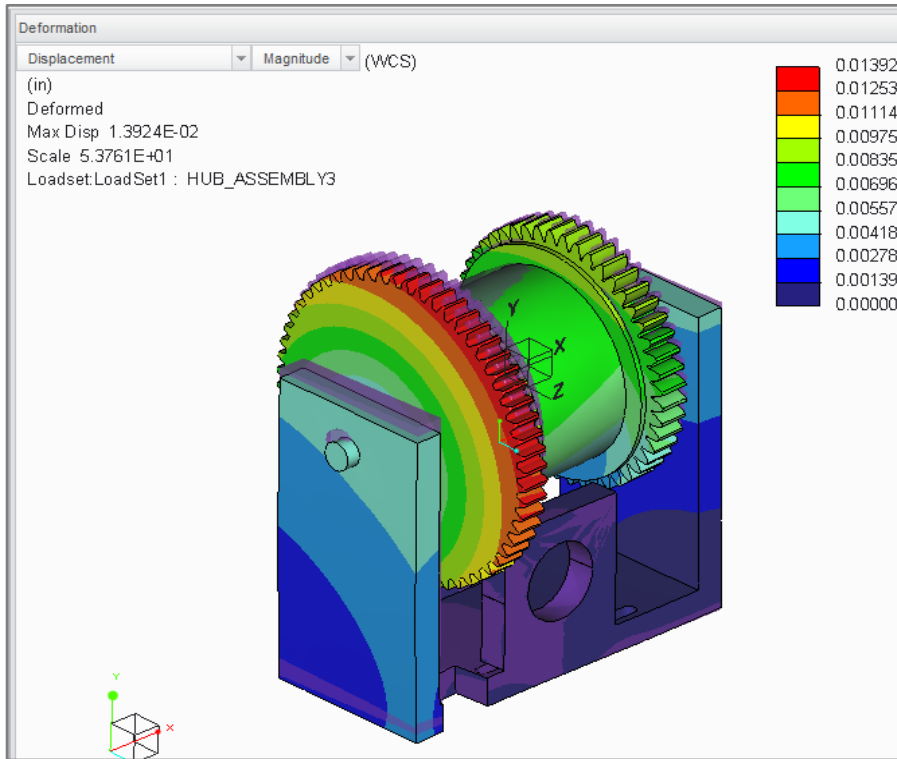 Deformation
Displacement Magnitude (WCS)
(in)
Deformed
Max Disp 1.3924E-02
Scale 5.3761E+01
Loadset:LoadSet1 : HUB_ASSEMBLY3
0.01392
0.01253
0.01114
0.00975
0.00835
0.00696
0.00557
0.00418
0.00278
0.00139
0.00000
Y
X
Z
Y
X